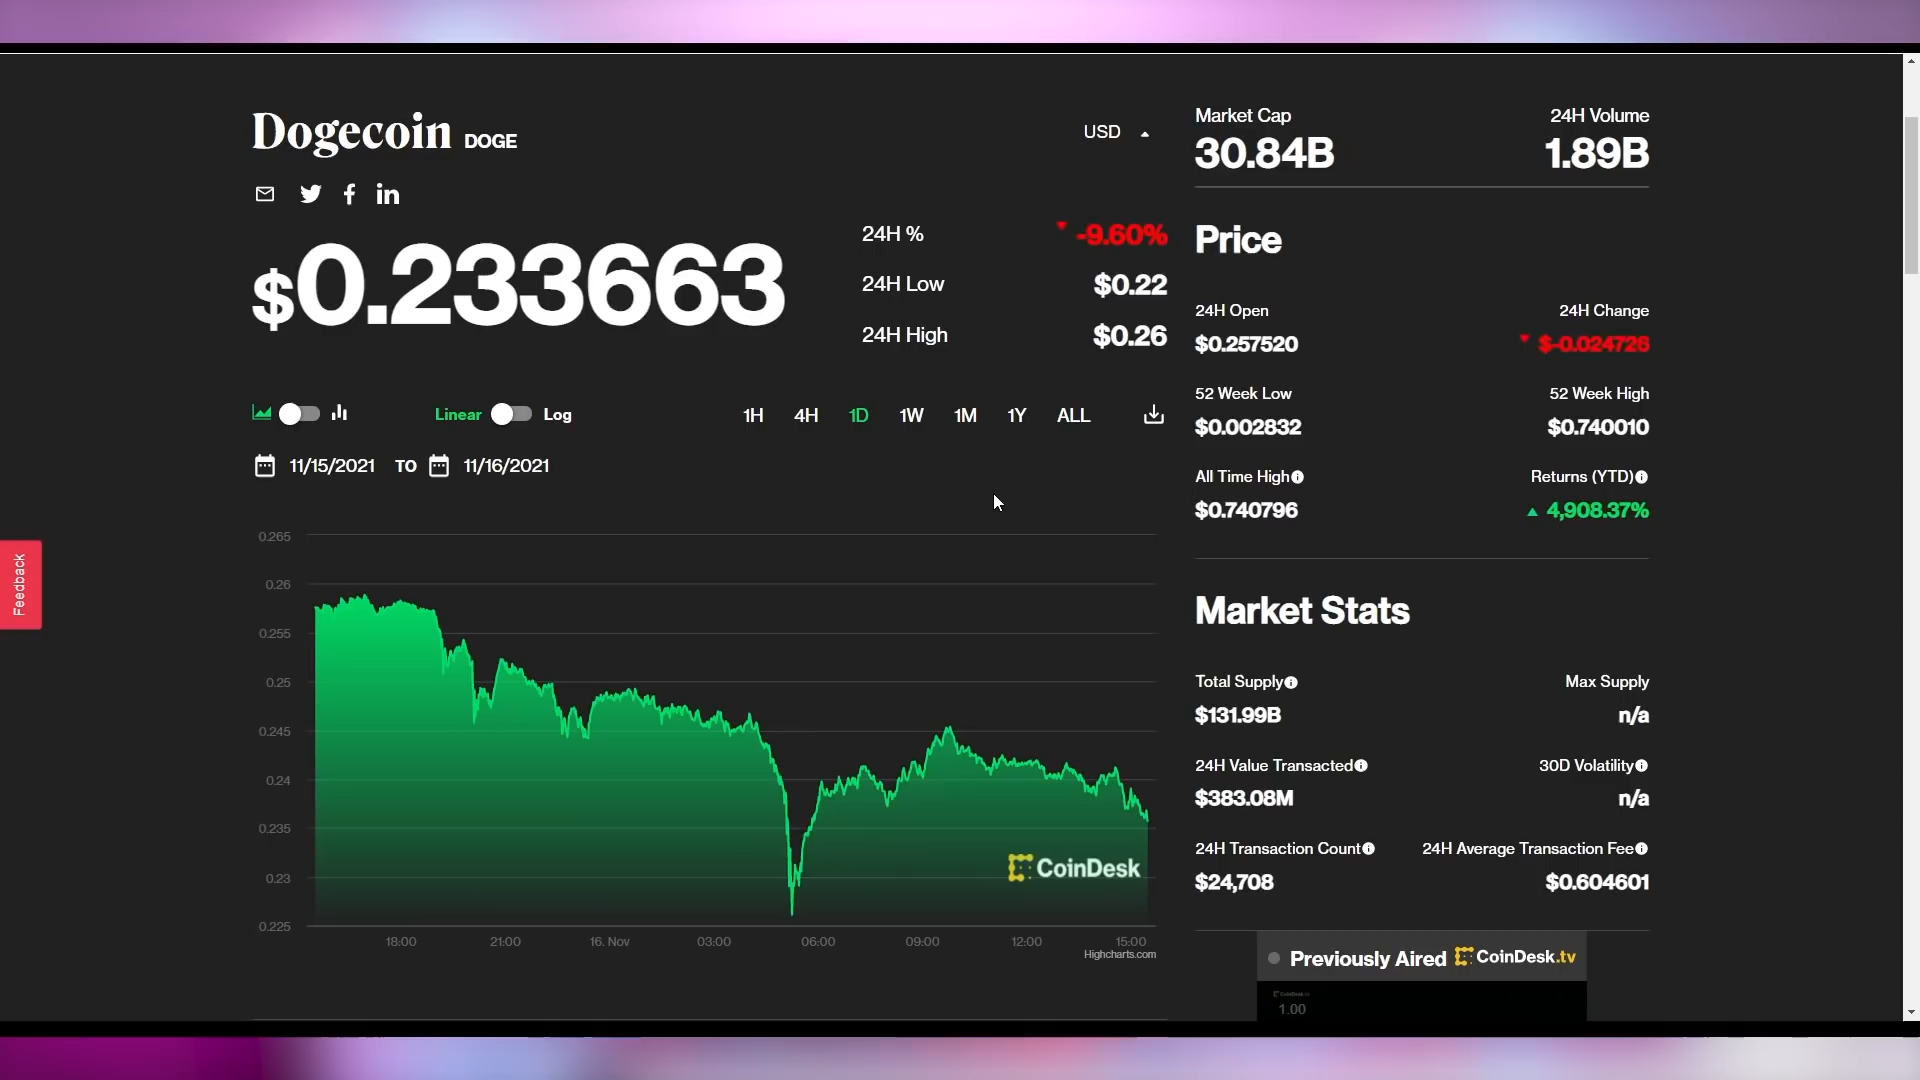 Dogecoin DOGE
USD
$0.233663
24H % -9.60%
24H Low $0.22
24H High $0.26
Linear Log
1H 4H 1D 1W 1M 1Y ALL
11/15/2021 TO 11/16/2021
0.265
0.26
0.255
0.25
0.245
0.24
0.235
0.23
0.225
18:00 21:00 16. Nov 03:00 06:00 09:00 12:00 15:00
CoinDesk
Highcharts.com
Feedback
Market Cap 24H Volume
30.84B 1.89B
Price
24H Open 24H Change
$0.257520 $-0.024726
52 Week Low 52 Week High
$0.002832 $0.740010
All Time High Returns (YTD)
$0.740796 4,908.37%
Market Stats
Total Supply Max Supply
$131.99B n/a
24H Value Transacted 30D Volatility
$383.08M n/a
24H Transaction Count 24H Average Transaction Fee
$24,708 $0.604601
Previously Aired CoinDesk.tv
1.00